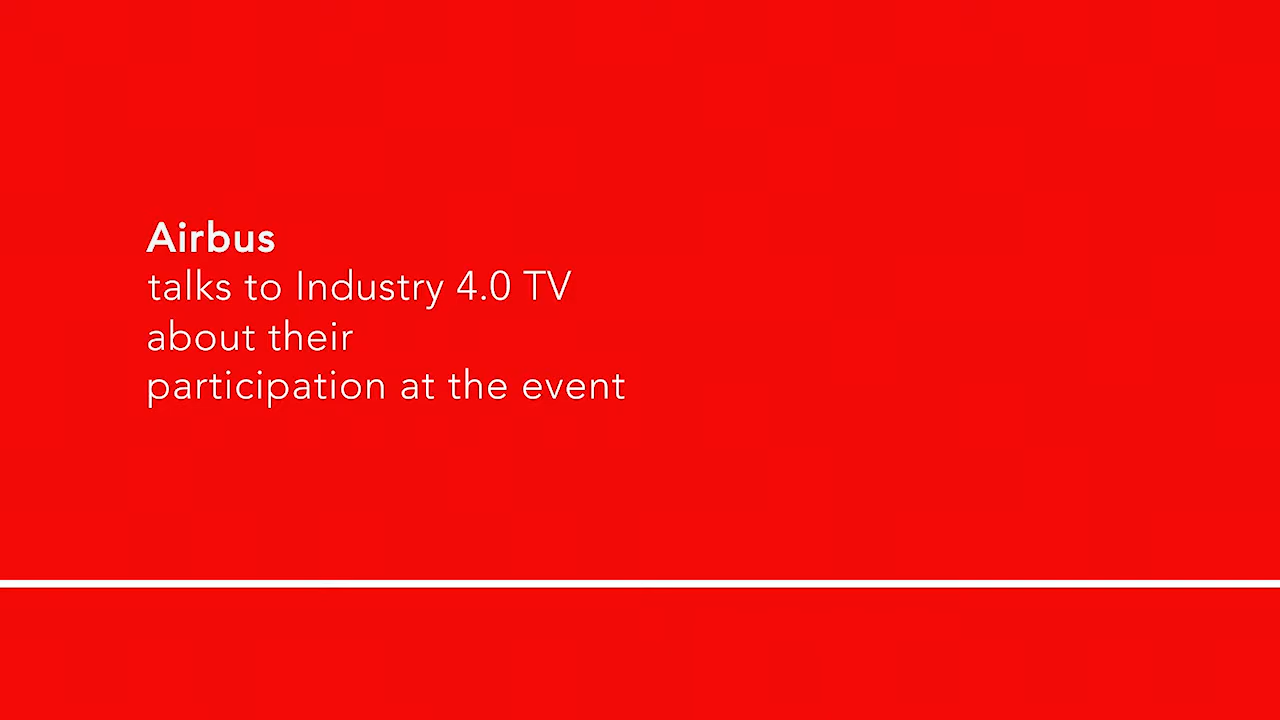 Airbus
talks to Industry 4.0 TV
about their
participation at the event